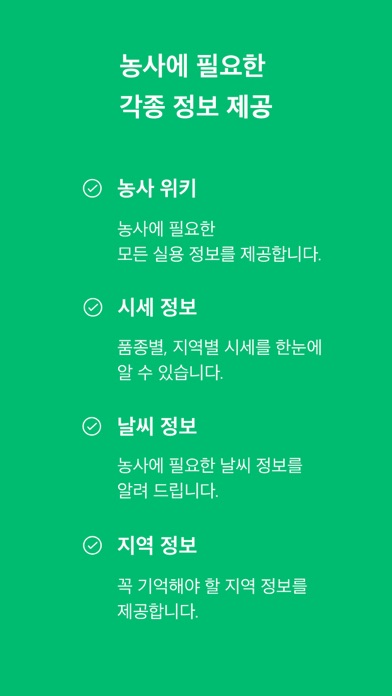 농사에 필요한
각종 정보 제공
농사 위키
농사에 필요한
모든 실용 정보를 제공합니다.
시세 정보
품종별, 지역별 시세를 한눈에
알 수 있습니다.
날씨 정보
농사에 필요한 날씨 정보를
알려 드립니다.
지역 정보
꼭 기억해야 할 지역 정보를
제공합니다.